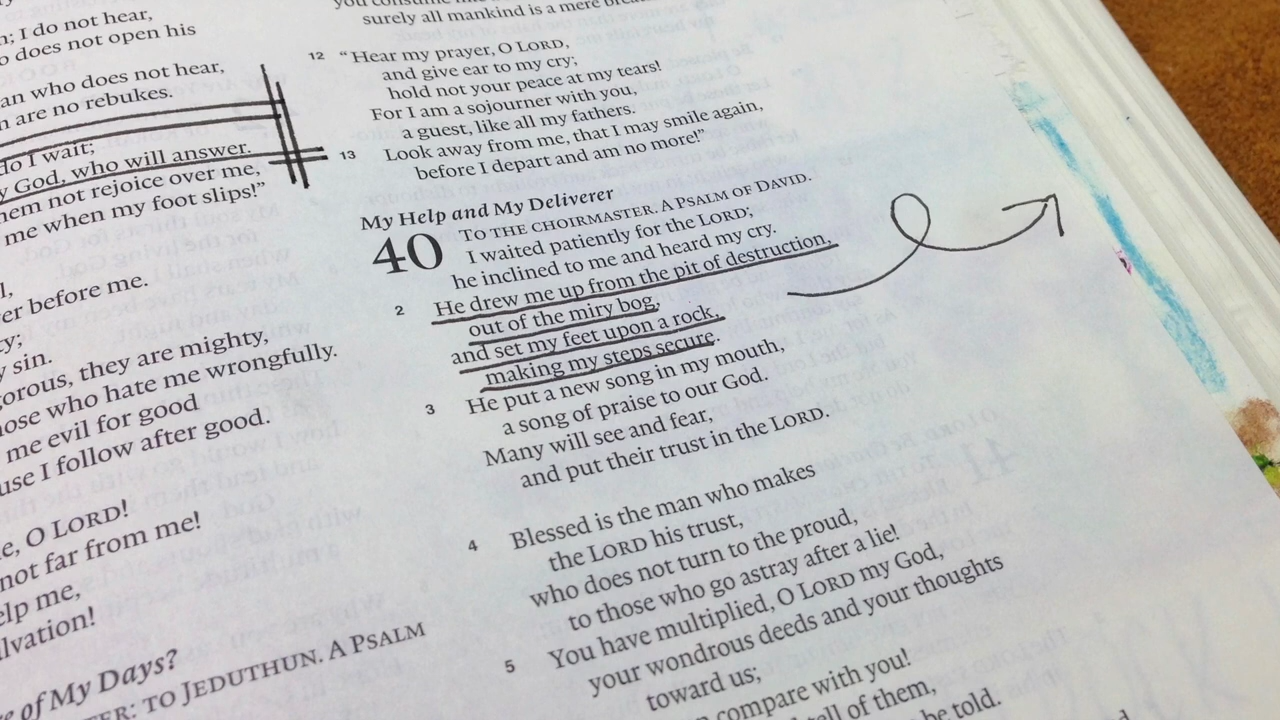 n; I do not hear,
does not open his
an who does not hear,
are no rebukes.
do I wait;
God, who will answer.
not rejoice over me,
me when my foot slips!”
er before me.
sin.
they are mighty,
who hate me wrongfully.
me evil for good
I follow after good.
O LORD!
not far from me!
me,
of My Days?
TO JEDUTHUN. A PSALM
surely all mankind is a mere
12 “Hear my prayer, O LORD,
and give ear to my cry;
hold not your peace at my tears!
For I am a sojourner with you,
a guest, like all my fathers.
13 Look away from me, that I may smile again,
before I depart and am no more!”
My Help and My Deliverer
40 TO THE CHOIRMASTER. A PSALM OF DAVID.
I waited patiently for the LORD;
he inclined to me and heard my cry.
2 He drew me up from the pit of destruction,
out of the miry bog,
and set my feet upon a rock,
making my steps secure.
3 He put a new song in my mouth,
a song of praise to our God.
Many will see and fear,
and put their trust in the LORD.
4 Blessed is the man who makes
the LORD his trust,
who does not turn to the proud,
to those who go astray after a lie!
5 You have multiplied, O LORD my God,
your wondrous deeds and your thoughts
toward us;
compare with you!
tell of them,
be told.